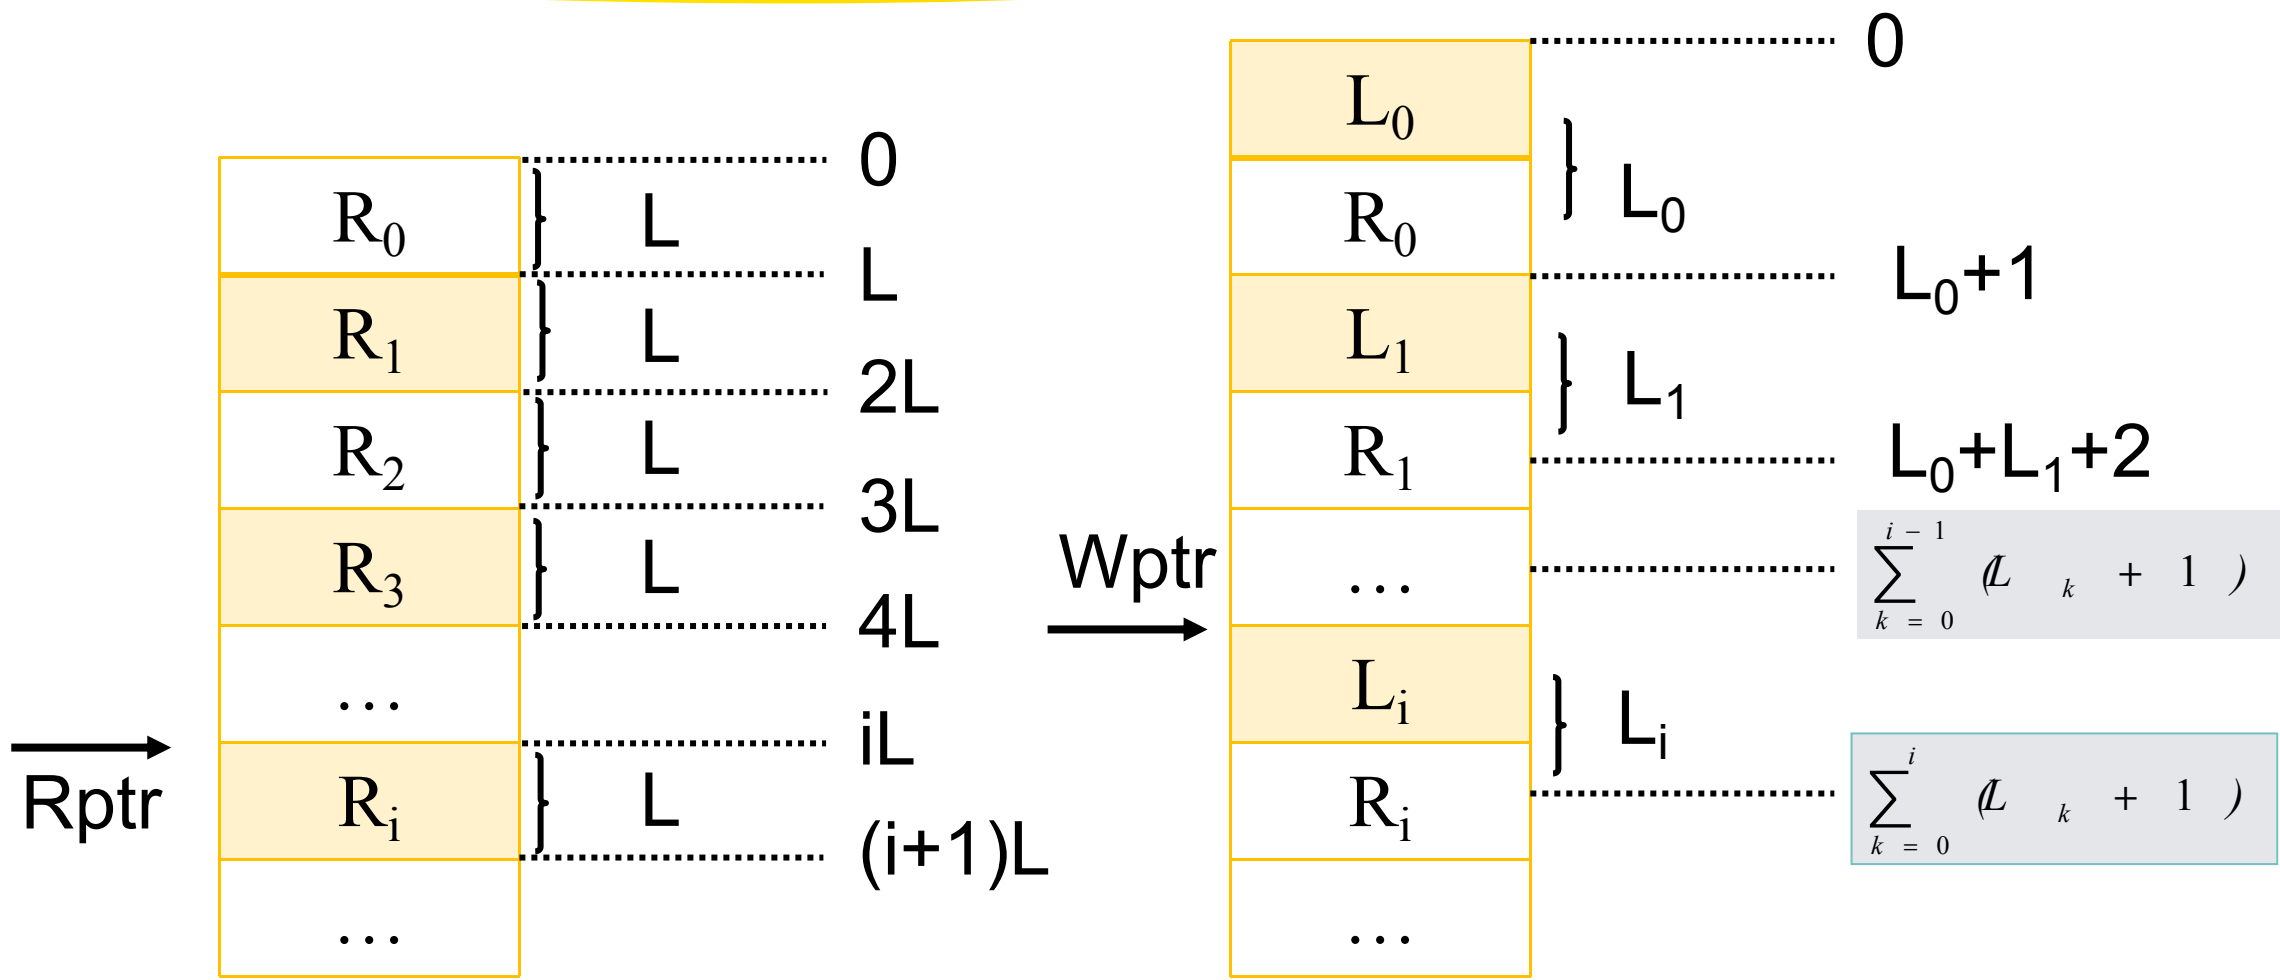 0
R₀ L
L
R₁ L
2L
R₂ L
3L
R₃ L
4L
…
iL
Rptr
Rᵢ L
(i+1)L
…
0
L₀
L₀
R₀
L₀+1
L₁
L₁
R₁
L₀+L₁+2
Wptr
…
i − 1
∑ (L k + 1 )
k = 0
Lᵢ
Lᵢ
Rᵢ
i
∑ (L k + 1 )
k = 0
…